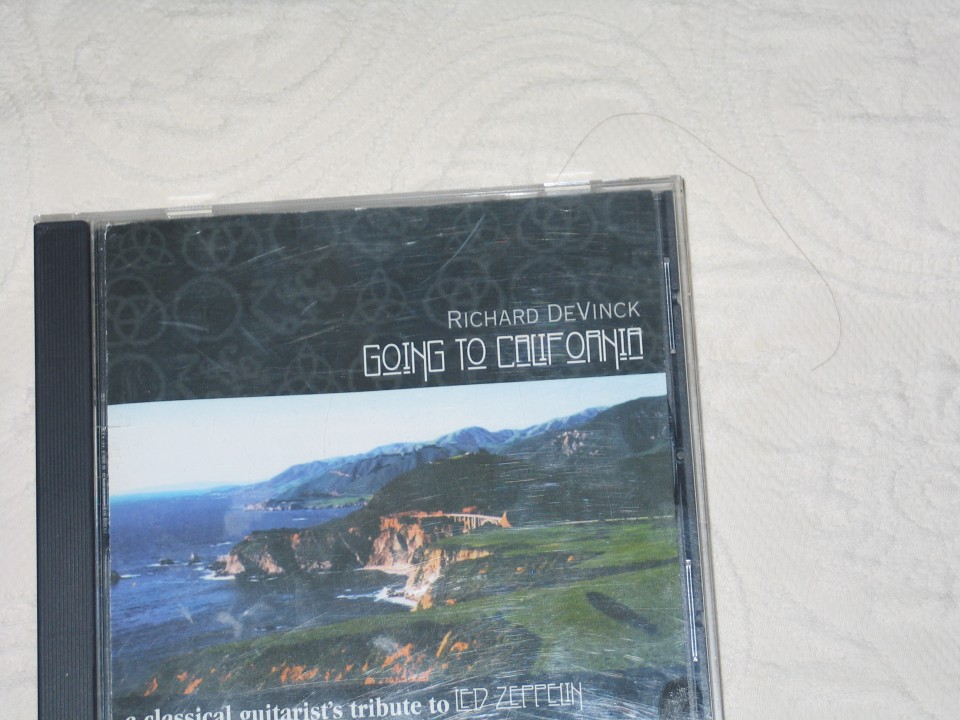 RICHARD DEVINCK
GOING TO CALIFORNIA
a classical guitarist's tribute to LED ZEPPELIN